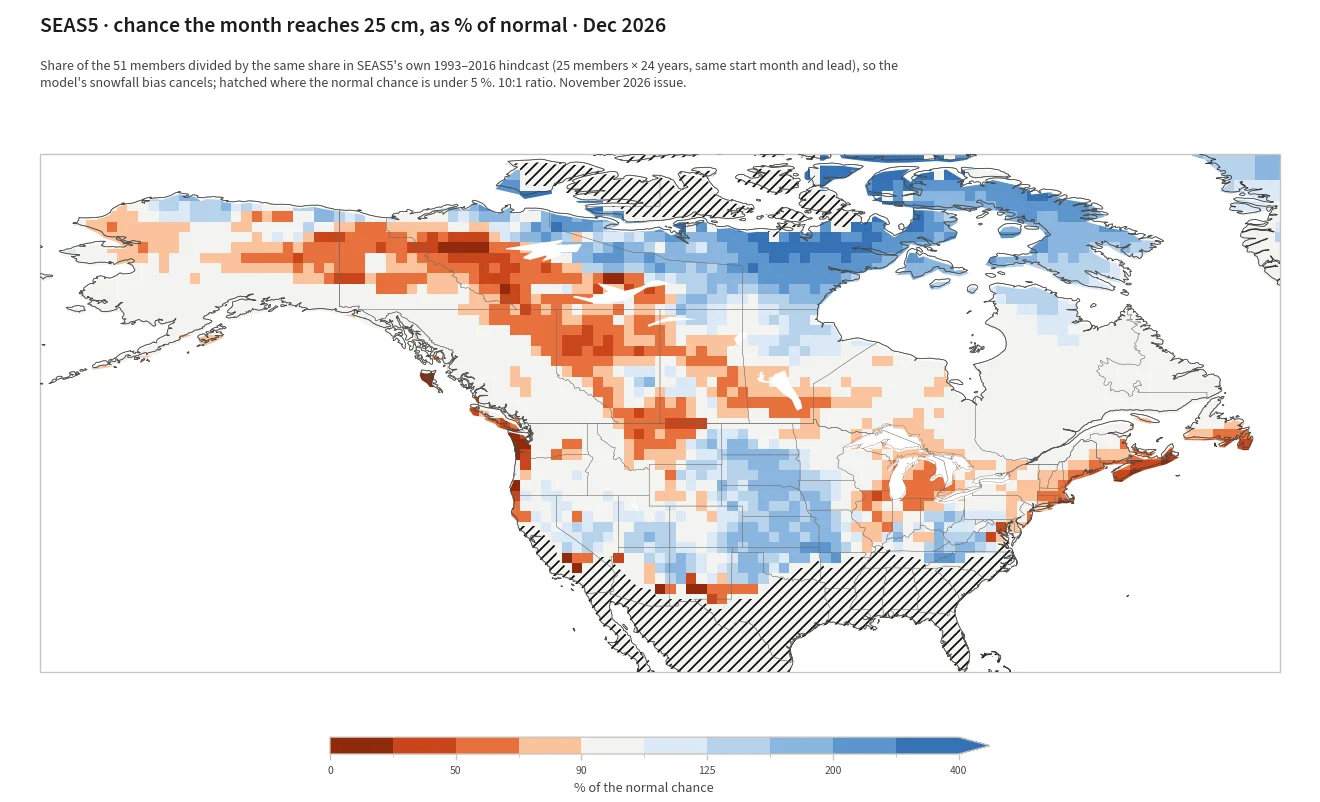 SEAS5 · chance the month reaches 25 cm, as % of normal · Dec 2026
Share of the 51 members divided by the same share in SEAS5's own 1993–2016 hindcast (25 members × 24 years, same start month and lead), so the
model's snowfall bias cancels; hatched where the normal chance is under 5 %. 10:1 ratio. November 2026 issue.
0 50 90 125 200 400
% of the normal chance